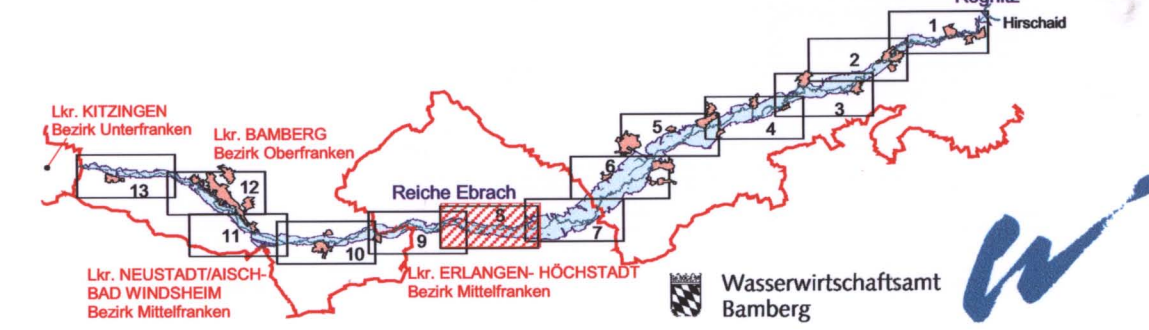 Regnitz
Hirschaid
1
2
3
4
5
6
7
8
9
10
11
12
13
Lkr. KITZINGEN
Bezirk Unterfranken
Lkr. BAMBERG
Bezirk Oberfranken
Reiche Ebrach
Lkr. NEUSTADT/AISCH-
BAD WINDSHEIM
Bezirk Mittelfranken
Lkr. ERLANGEN- HÖCHSTADT
Bezirk Mittelfranken
Wasserwirtschaftsamt
Bamberg